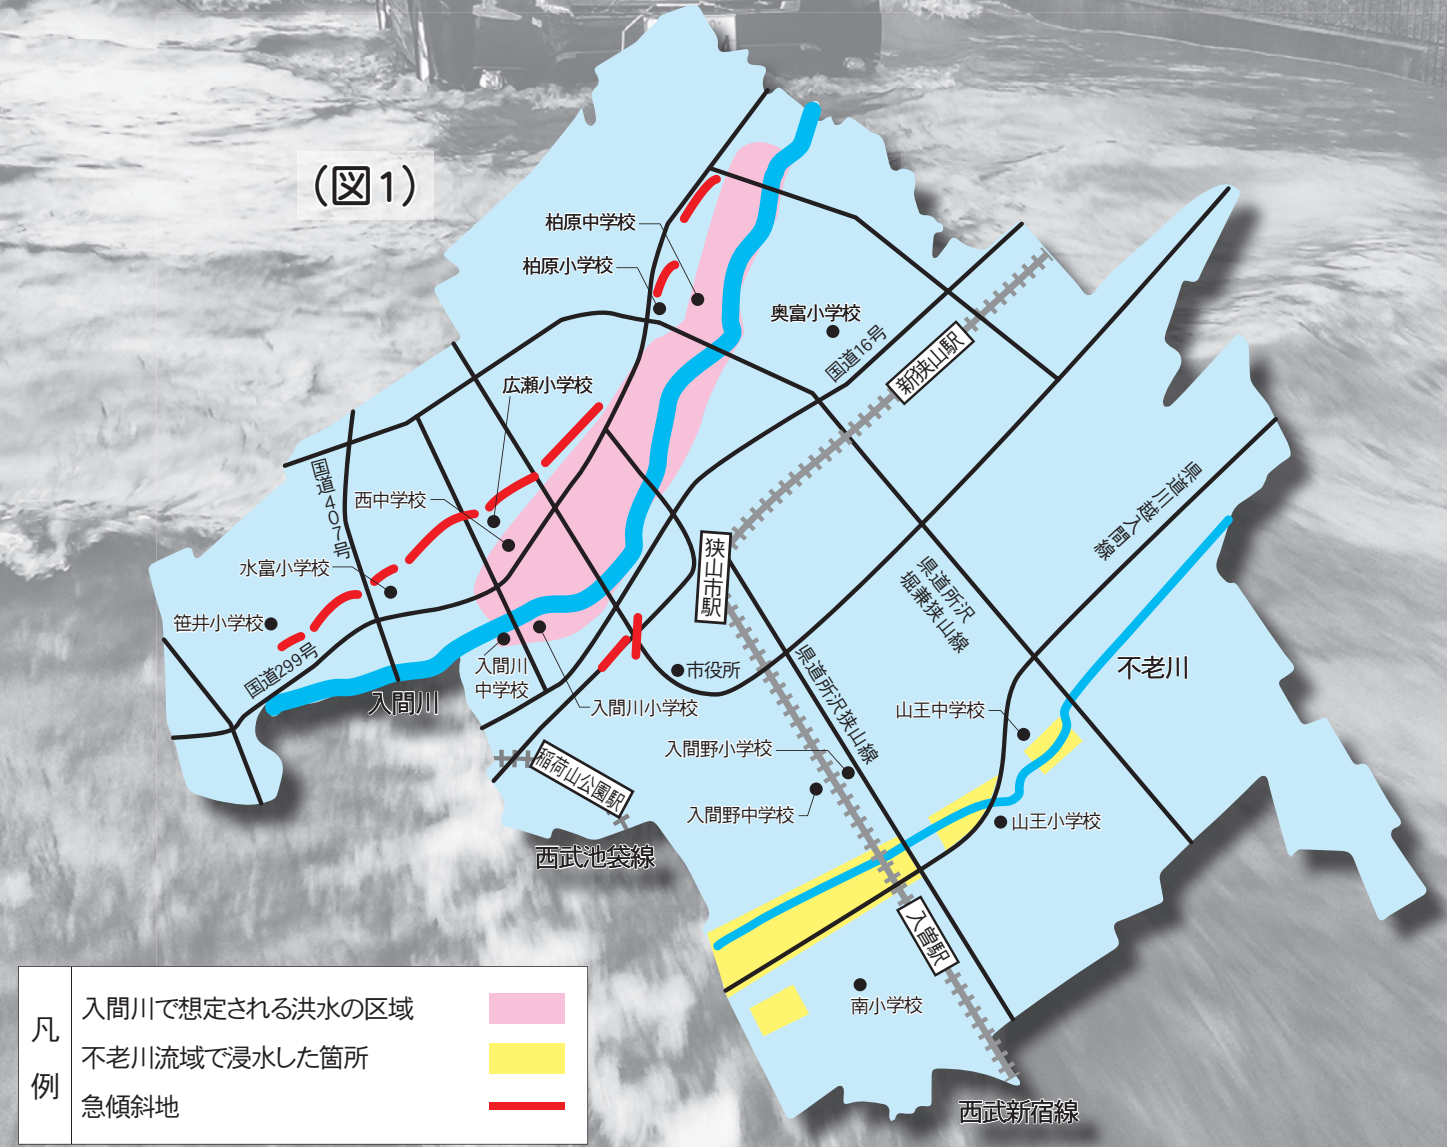 (図1)
柏原中学校
柏原小学校
奥富小学校
国道16号
新狭山駅
広瀬小学校
国道407号
西中学校
県道川越入間線
水富小学校
狭山市駅
県道所沢
堀兼狭山線
笹井小学校
国道299号
入間川
中学校
市役所
県道所沢狭山線
不老川
入間川
入間川小学校
山王中学校
入間野小学校
稲荷山公園駅
入間野中学校
山王小学校
西武池袋線
入曽駅
南小学校
西武新宿線
凡例
入間川で想定される洪水の区域
不老川流域で浸水した箇所
急傾斜地